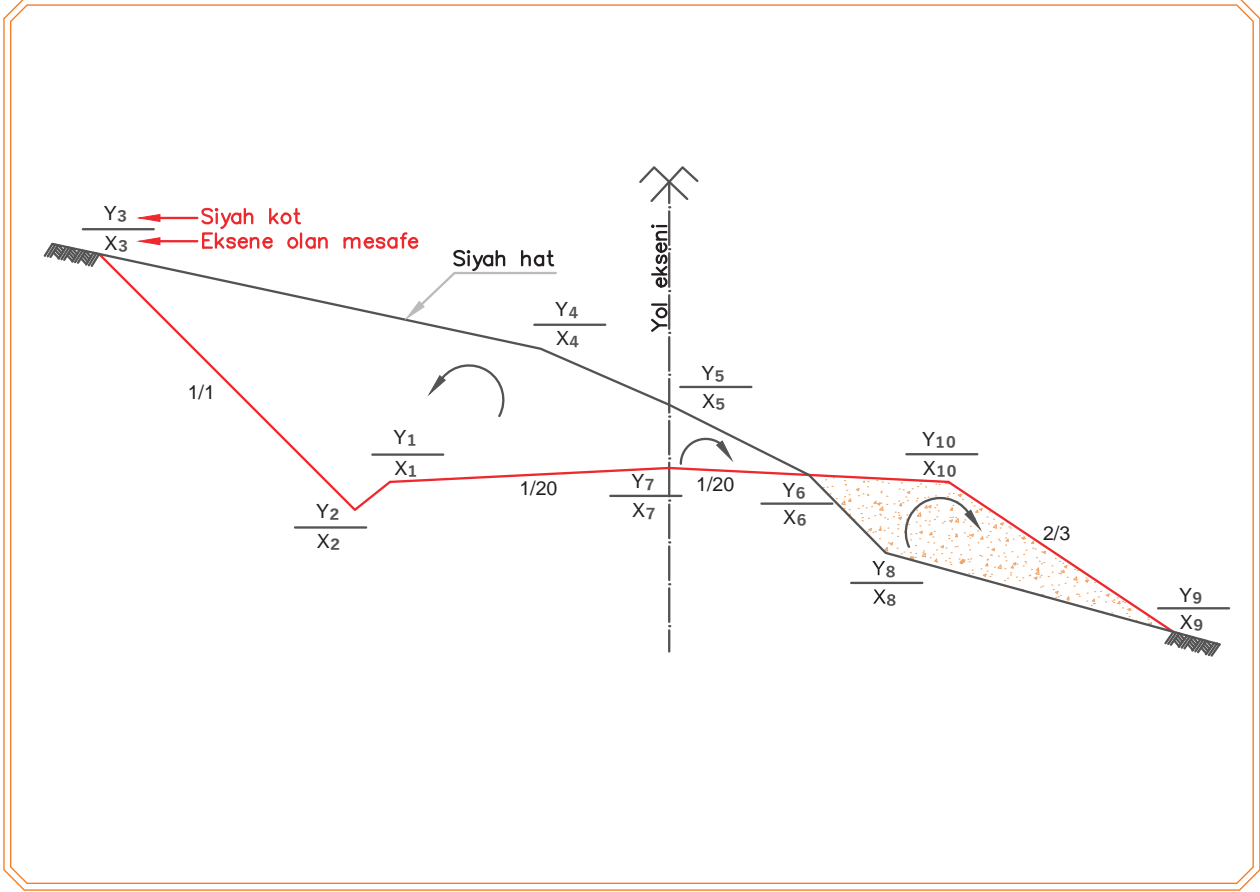 Y3
X3
Siyah kot
Eksene olan mesafe
Siyah hat
Yol ekseni
Y4
X4
Y5
X5
1/1
Y1
X1
Y10
X10
1/20
Y7
X7
1/20
Y6
X6
Y2
X2
2/3
Y8
X8
Y9
X9